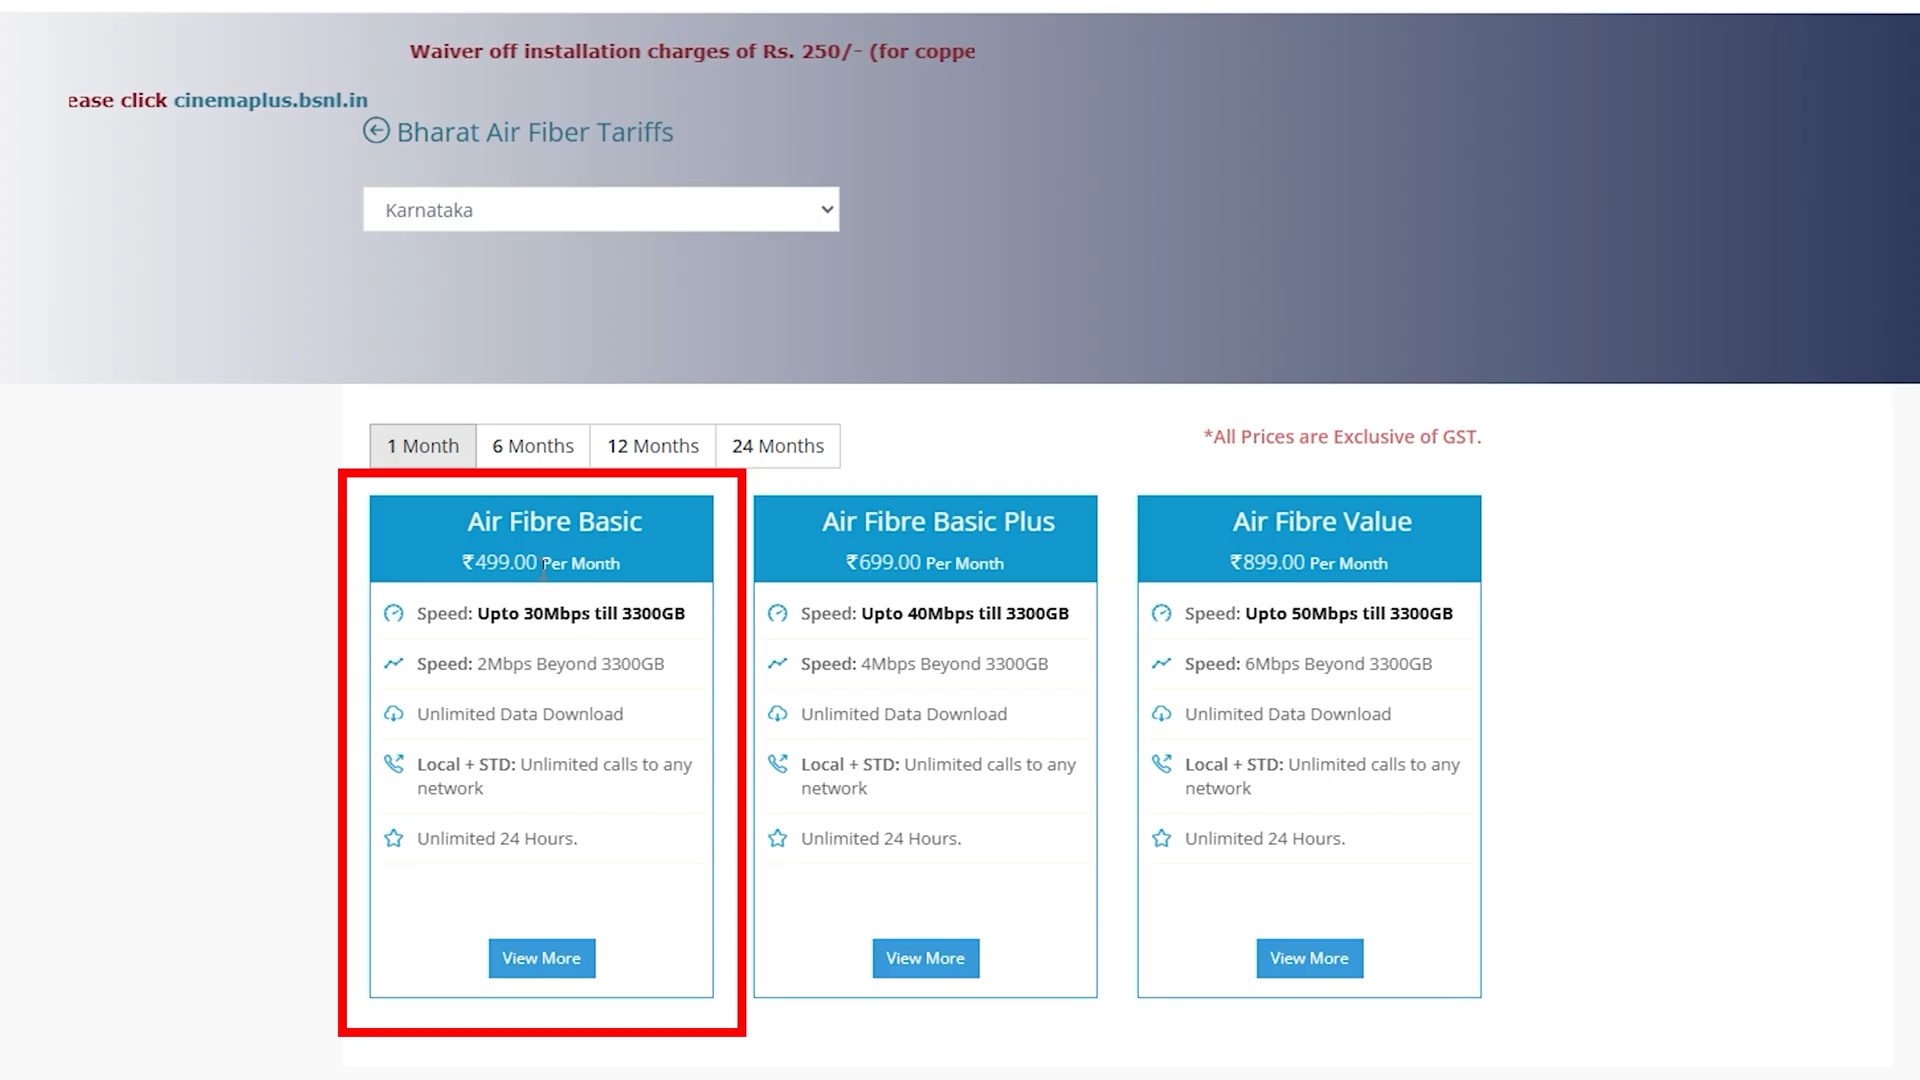 Waiver off installation charges of Rs. 250/- (for coppe
ease click cinemaplus.bsnl.in
Bharat Air Fiber Tariffs
Karnataka
1 Month
6 Months
12 Months
24 Months
*All Prices are Exclusive of GST.
Air Fibre Basic
₹499.00 Per Month
Speed: Upto 30Mbps till 3300GB
Speed: 2Mbps Beyond 3300GB
Unlimited Data Download
Local + STD: Unlimited calls to any
network
Unlimited 24 Hours.
View More
Air Fibre Basic Plus
₹699.00 Per Month
Speed: Upto 40Mbps till 3300GB
Speed: 4Mbps Beyond 3300GB
Unlimited Data Download
Local + STD: Unlimited calls to any
network
Unlimited 24 Hours.
View More
Air Fibre Value
₹899.00 Per Month
Speed: Upto 50Mbps till 3300GB
Speed: 6Mbps Beyond 3300GB
Unlimited Data Download
Local + STD: Unlimited calls to any
network
Unlimited 24 Hours.
View More